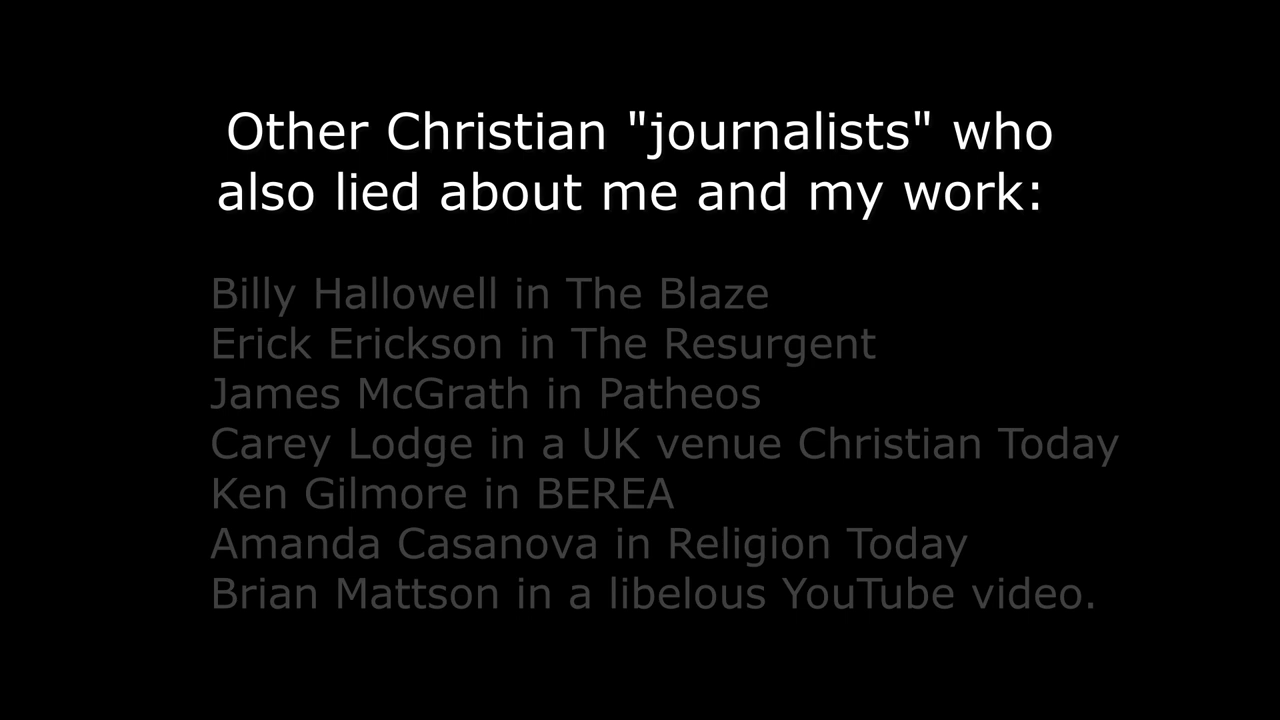 Other Christian "journalists" who
also lied about me and my work:
Billy Hallowell in The Blaze
Erick Erickson in The Resurgent
James McGrath in Patheos
Carey Lodge in a UK venue Christian Today
Ken Gilmore in BEREA
Amanda Casanova in Religion Today
Brian Mattson in a libelous YouTube video.